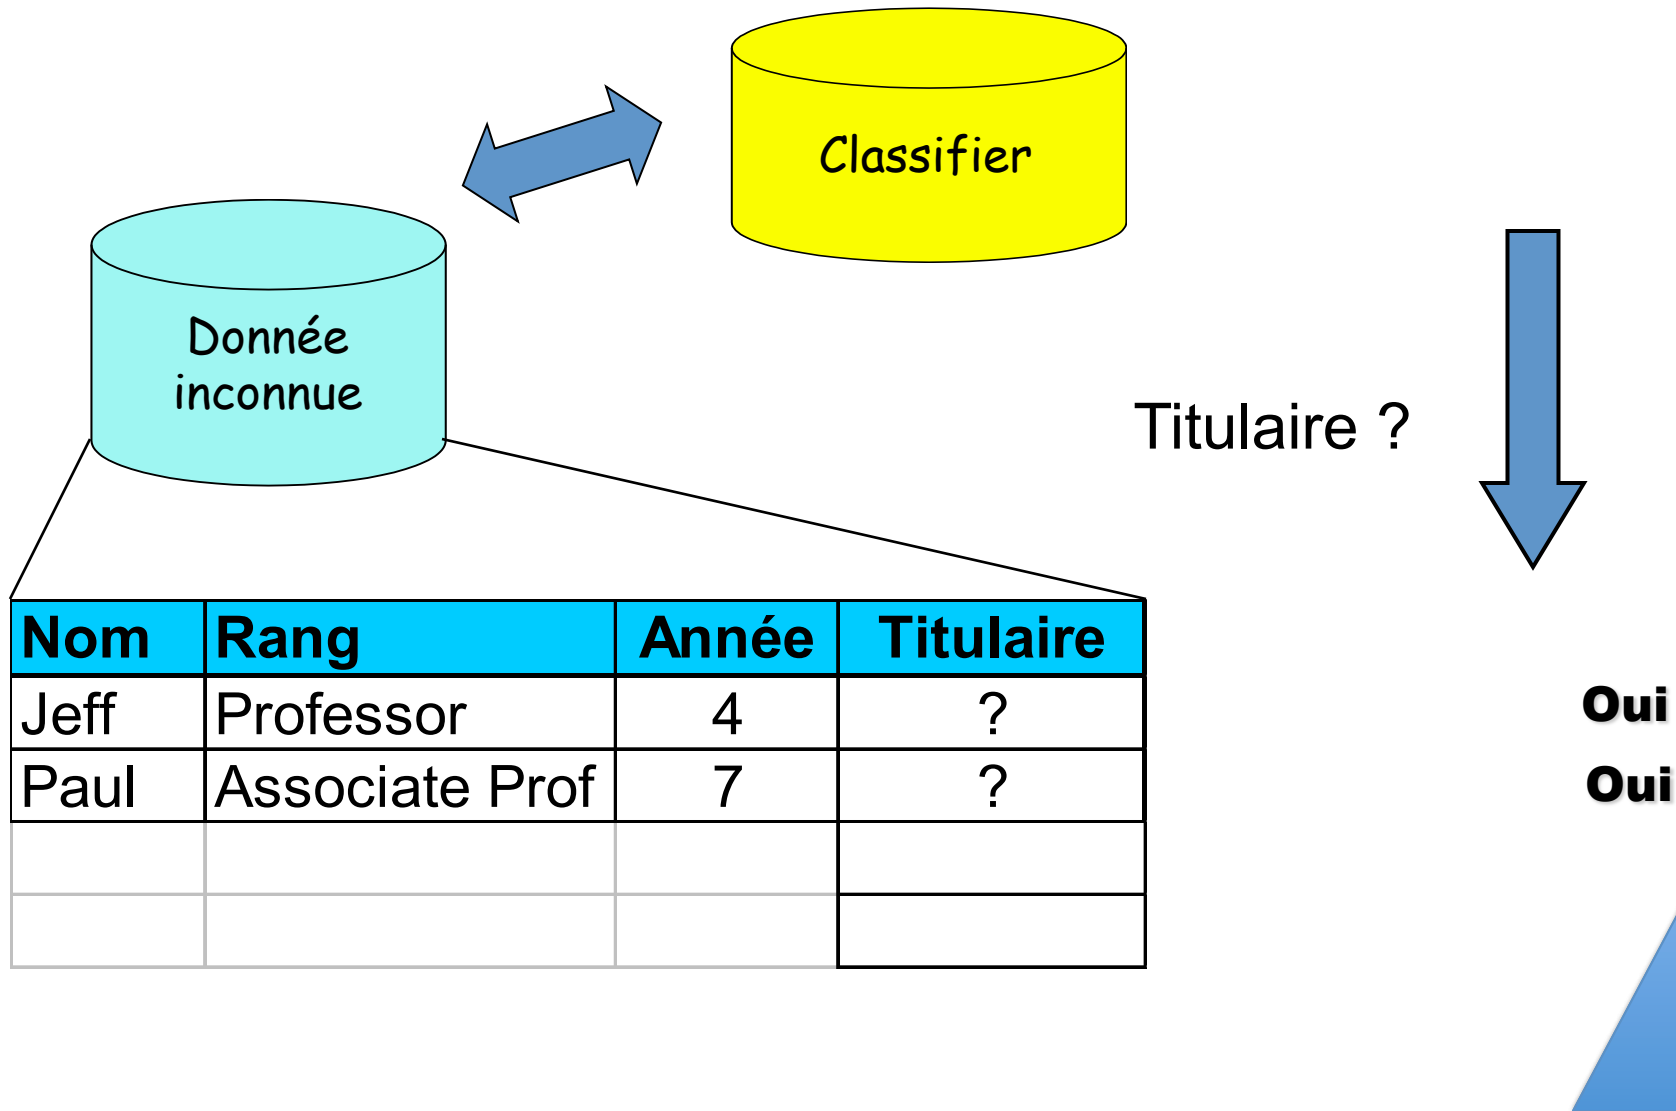 Classifier
Donnée
inconnue
Titulaire ?
Nom Rang Année Titulaire
Jeff Professor 4 ? Oui
Paul Associate Prof 7 ? Oui